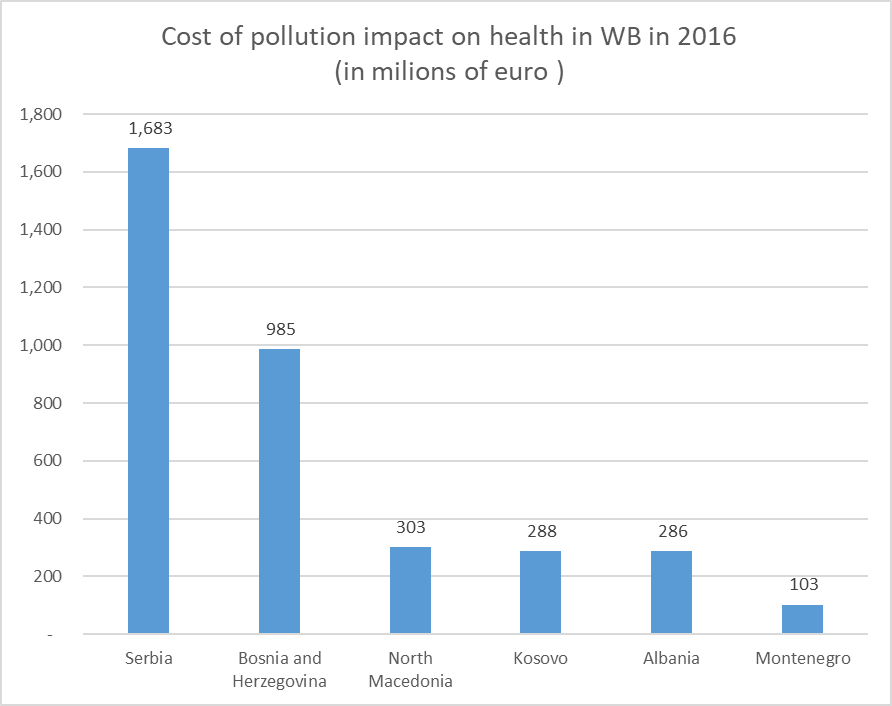 Cost of pollution impact on health in WB in 2016
(in milions of euro )
1,800
1,600
1,400
1,200
1,000
800
600
400
200
-
1,683
985
303
288
286
103
Serbia
Bosnia and
Herzegovina
North
Macedonia
Kosovo
Albania
Montenegro